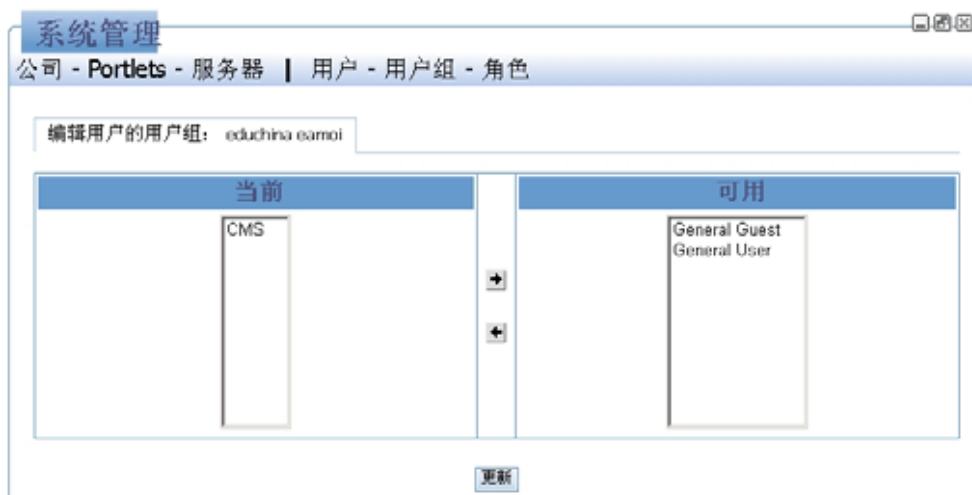 系统管理
公司 - Portlets - 服务器 | 用户 - 用户组 - 角色
编辑用户的用户组： educhina eamoi
当前
可用
CMS
General Guest
General User
更新